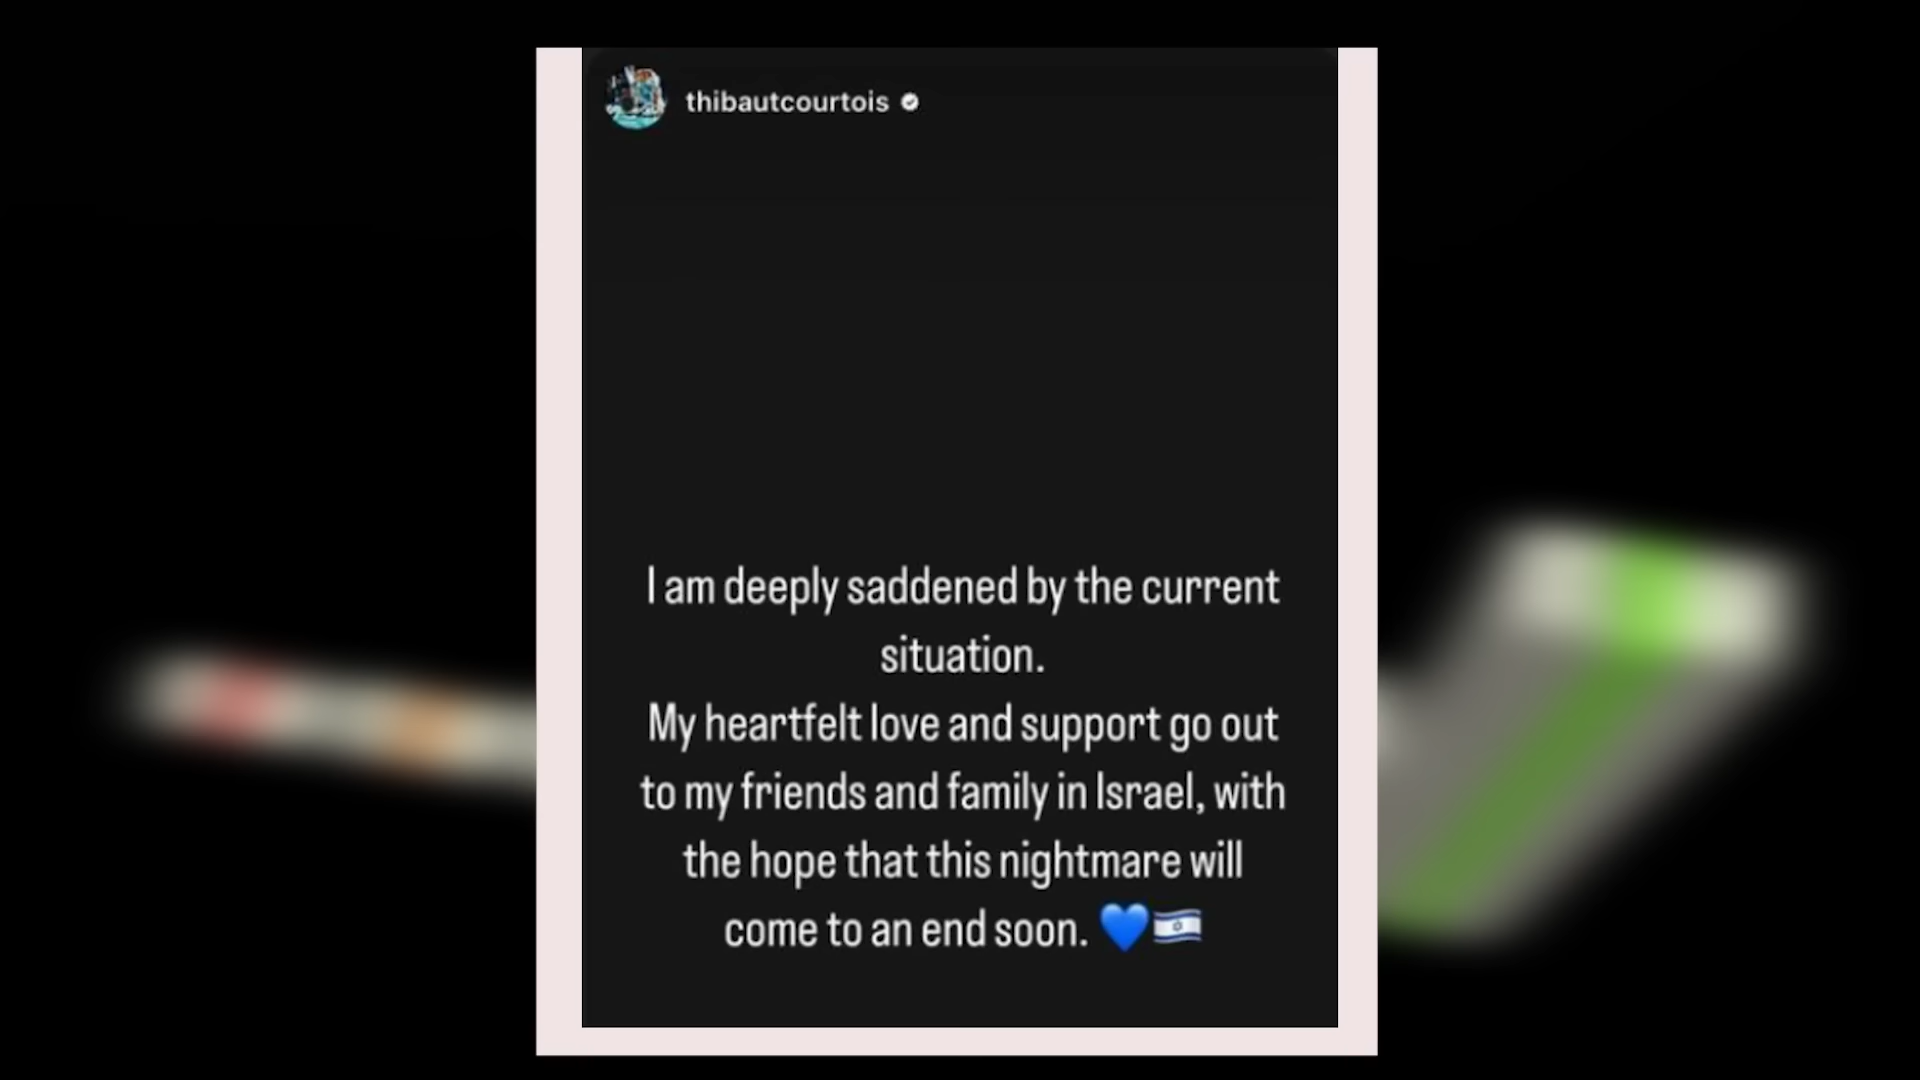 thibautcourtois
I am deeply saddened by the current
situation.
My heartfelt love and support go out
to my friends and family in Israel, with
the hope that this nightmare will
come to an end soon. 💙🇮🇱